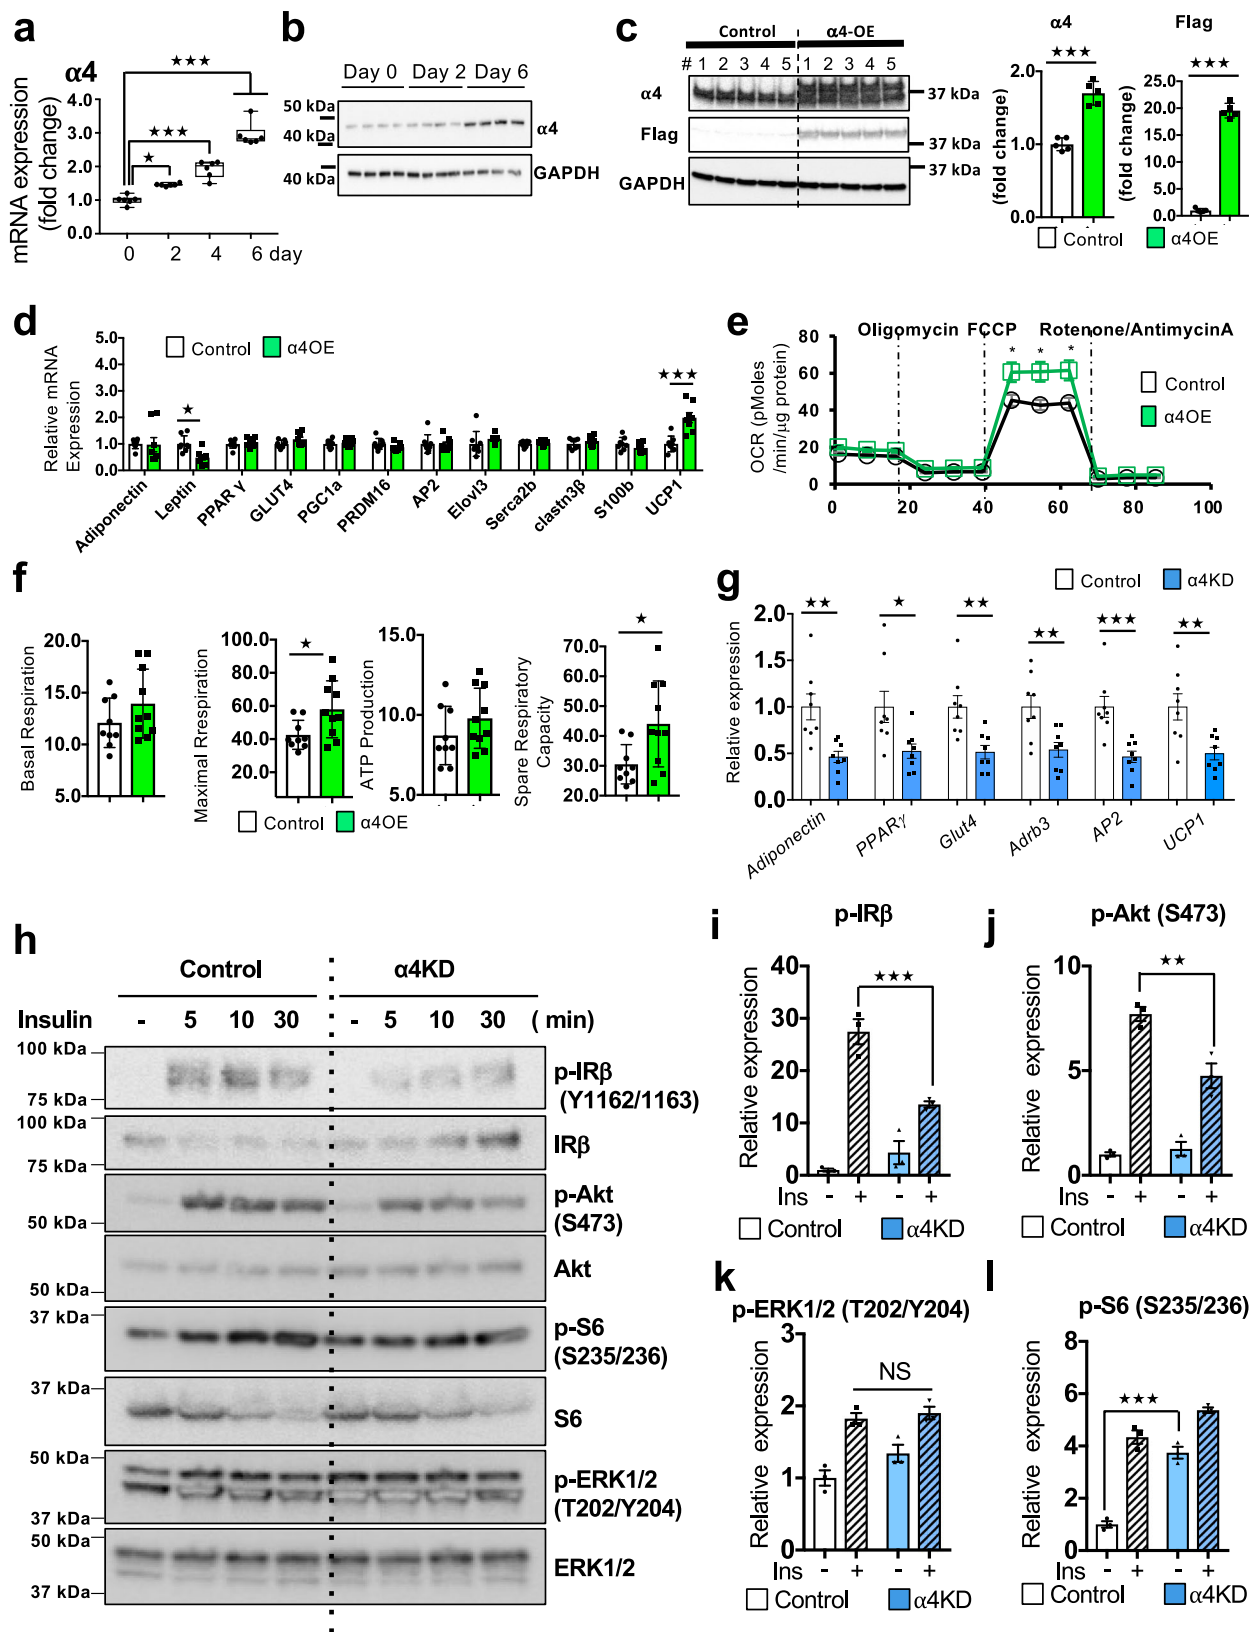 a
α4
mRNA expression
(fold change)
4.0
3.0
2.0
1.0
0.0
★★★
★★★
★
0 2 4 6 day
b
Day 0 Day 2 Day 6
50 kDa
40 kDa
α4
40 kDa
GAPDH
c
Control α4-OE
# 1 2 3 4 5 1 2 3 4 5
α4
37 kDa
Flag
37 kDa
GAPDH
α4
★★★
(fold change)
2.0
1.0
0.0
Flag
★★★
(fold change)
25.0
20.0
15.0
10.0
5.0
0.0
Control α4OE
d
Relative mRNA
Expression
5.0
4.0
3.0
2.0
1.0
0.0
Control α4OE
★
★★★
Adiponectin
Leptin
PPAR γ
GLUT4
PGC1a
PRDM16
AP2
Elovl3
Serca2b
clastn3β
S100b
UCP1
e
Oligomycin FCCP Rotenone/AntimycinA
OCR (pMoles
/min/μg protein)
80
60
40
20
0
* * *
0 20 40 60 80 100
Control
α4OE
f
Basal Respiration
20.0
15.0
10.0
5.0
Maximal Rrespiration
100.0
80.0
60.0
40.0
20.0
★
ATP Production
15.0
10.0
5.0
Spare Respiratory
Capacity
70.0
60.0
50.0
40.0
30.0
20.0
★
Control α4OE
g
Control α4KD
Relative expression
2.0
1.5
1.0
0.5
0.0
★★ ★ ★★ ★★ ★★★ ★★
Adiponectin
PPARγ
Glut4
Adrb3
AP2
UCP1
h
Control α4KD
Insulin - 5 10 30 - 5 10 30 ( min)
100 kDa
75 kDa
p-IRβ
(Y1162/1163)
100 kDa
75 kDa
IRβ
50 kDa
p-Akt
(S473)
50 kDa
Akt
37 kDa
p-S6
(S235/236)
37 kDa
S6
50 kDa
37 kDa
p-ERK1/2
(T202/Y204)
50 kDa
37 kDa
ERK1/2
i
p-IRβ
Relative expression
40
30
20
10
0
★★★
Ins - + - +
Control α4KD
j
p-Akt (S473)
Relative expression
10
5
0
★★
Ins - + - +
Control α4KD
k
p-ERK1/2 (T202/Y204)
Relative expression
3
2
1
0
NS
Ins - + - +
Control α4KD
l
p-S6 (S235/236)
Relative expression
8
6
4
2
0
★★★
Ins - + - +
Control α4KD